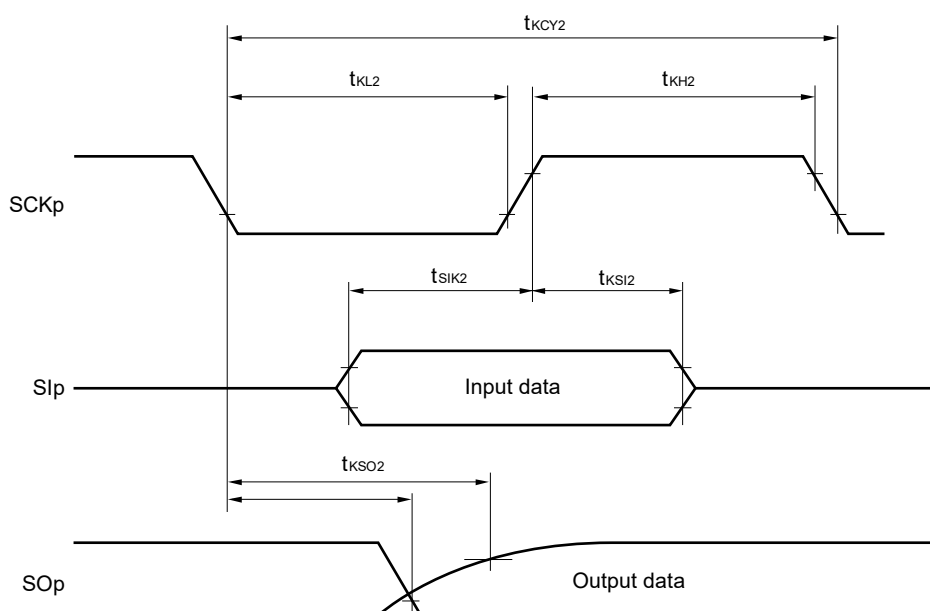 tKCY2
tKL2
tKH2
SCKp
tSIK2
tKSI2
SIp
Input data
tKSO2
SOp
Output data